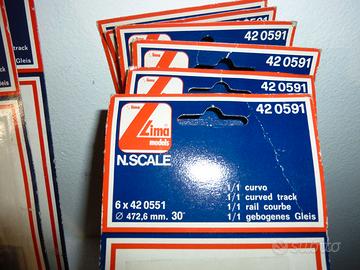 42 0591
42 0591
42 0591
42 0591
Lima
models
N.SCALE
6 x 42 0551
Ø 472,6 mm. 30°
1/1 curvo
1/1 curved track
1/1 rail courbe
1/1 gebogenes Gleis
track
Gleis
subito